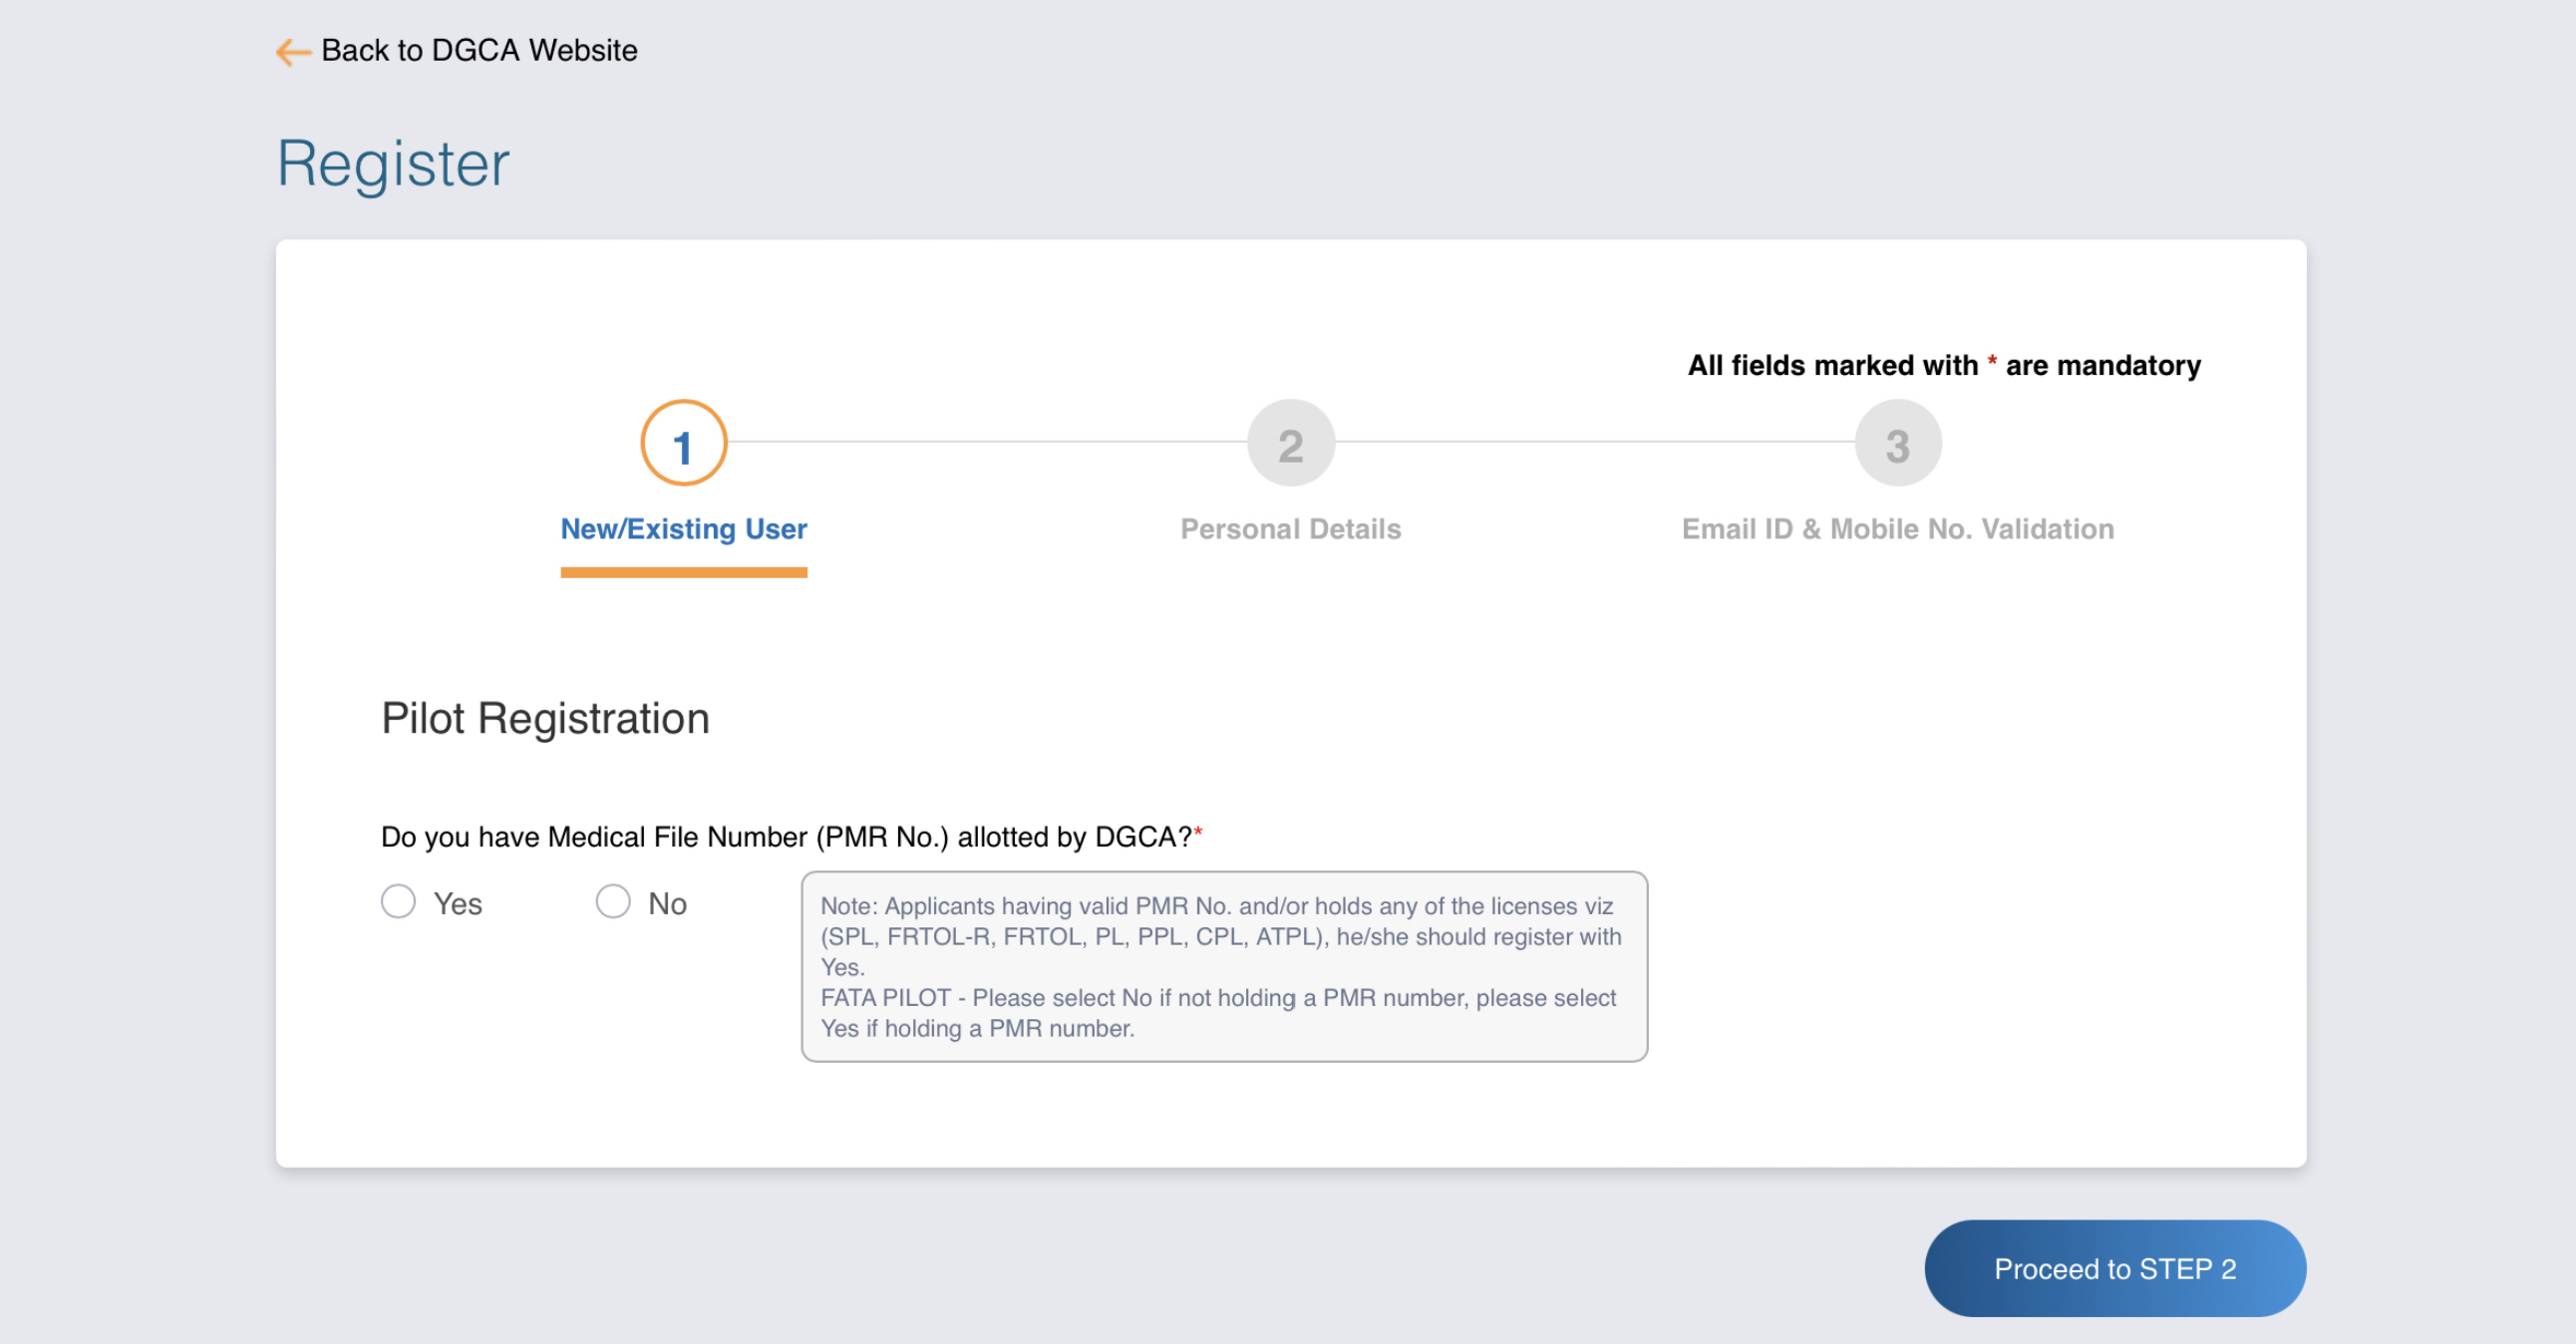 Back to DGCA Website
Register
All fields marked with * are mandatory
1
2
3
New/Existing User
Personal Details
Email ID & Mobile No. Validation
Pilot Registration
Do you have Medical File Number (PMR No.) allotted by DGCA?*
Yes
No
Note: Applicants having valid PMR No. and/or holds any of the licenses viz
(SPL, FRTOL-R, FRTOL, PL, PPL, CPL, ATPL), he/she should register with
Yes.
FATA PILOT - Please select No if not holding a PMR number, please select
Yes if holding a PMR number.
Proceed to STEP 2